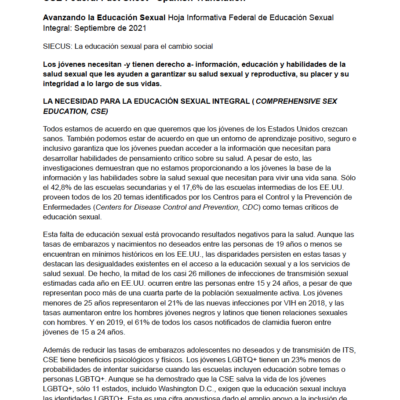 Avanzando la Educación Sexual Hoja Informativa Federal de Educación Sexual
Integral: Septiembre de 2021
SIECUS: La educación sexual para el cambio social
Los jóvenes necesitan -y tienen derecho a- información, educación y habilidades de la
salud sexual que les ayuden a garantizar su salud sexual y reproductiva, su placer y su
integridad a lo largo de sus vidas.
LA NECESIDAD PARA LA EDUCACIÓN SEXUAL INTEGRAL ( COMPREHENSIVE SEX
EDUCATION, CSE)
Todos estamos de acuerdo en que queremos que los jóvenes de los Estados Unidos crezcan
sanos. También podemos estar de acuerdo en que un entorno de aprendizaje positivo, seguro e
inclusivo garantiza que los jóvenes puedan acceder a la información que necesitan para
desarrollar habilidades de pensamiento crítico sobre su salud. A pesar de esto, las
investigaciones demuestran que no estamos proporcionando a los jóvenes la base de la
información y las habilidades sobre la salud sexual que necesitan para vivir una vida sana. Sólo
el 42,8% de las escuelas secundarias y el 17,6% de las escuelas intermedias de los EE.UU.
proveen todos de los 20 temas identificados por los Centros para el Control y la Prevención de
Enfermedades (Centers for Disease Control and Prevention, CDC) como temas críticos de
educación sexual.
Esta falta de educación sexual está provocando resultados negativos para la salud. Aunque las
tasas de embarazos y nacimientos no deseados entre las personas de 19 años o menos se
encuentran en mínimos históricos en los EE.UU., las disparidades persisten en estas tasas y
destacan las desigualdades existentes en el acceso a la educación sexual y a los servicios de
salud sexual. De hecho, la mitad de los casi 26 millones de infecciones de transmisión sexual
estimadas cada año en EE.UU. ocurren entre las personas entre 15 y 24 años, a pesar de que
representan poco más de una cuarta parte de la población sexualmente activa. Los jóvenes
menores de 25 años representaron el 21% de las nuevas infecciones por VIH en 2018, y las
tasas aumentaron entre los hombres jóvenes negros y latinos que tienen relaciones sexuales
con hombres. Y en 2019, el 61% de todos los casos notificados de clamidia fueron entre
jóvenes de 15 a 24 años.
Además de reducir las tasas de embarazos adolescentes no deseados y de transmisión de ITS,
CSE tiene beneficios psicológicos y físicos. Los jóvenes LGBTQ+ tienen un 23% menos de
probabilidades de intentar suicidarse cuando las escuelas incluyen educación sobre temas o
personas LGBTQ+. Aunque se ha demostrado que la CSE salva la vida de los jóvenes
LGBTQ+, sólo 11 estados, incluido Washington D.C., exigen que la educación sexual incluya
las identidades LGBTQ+. Esta es una cifra angustiosa dado el amplio apoyo a la inclusión de